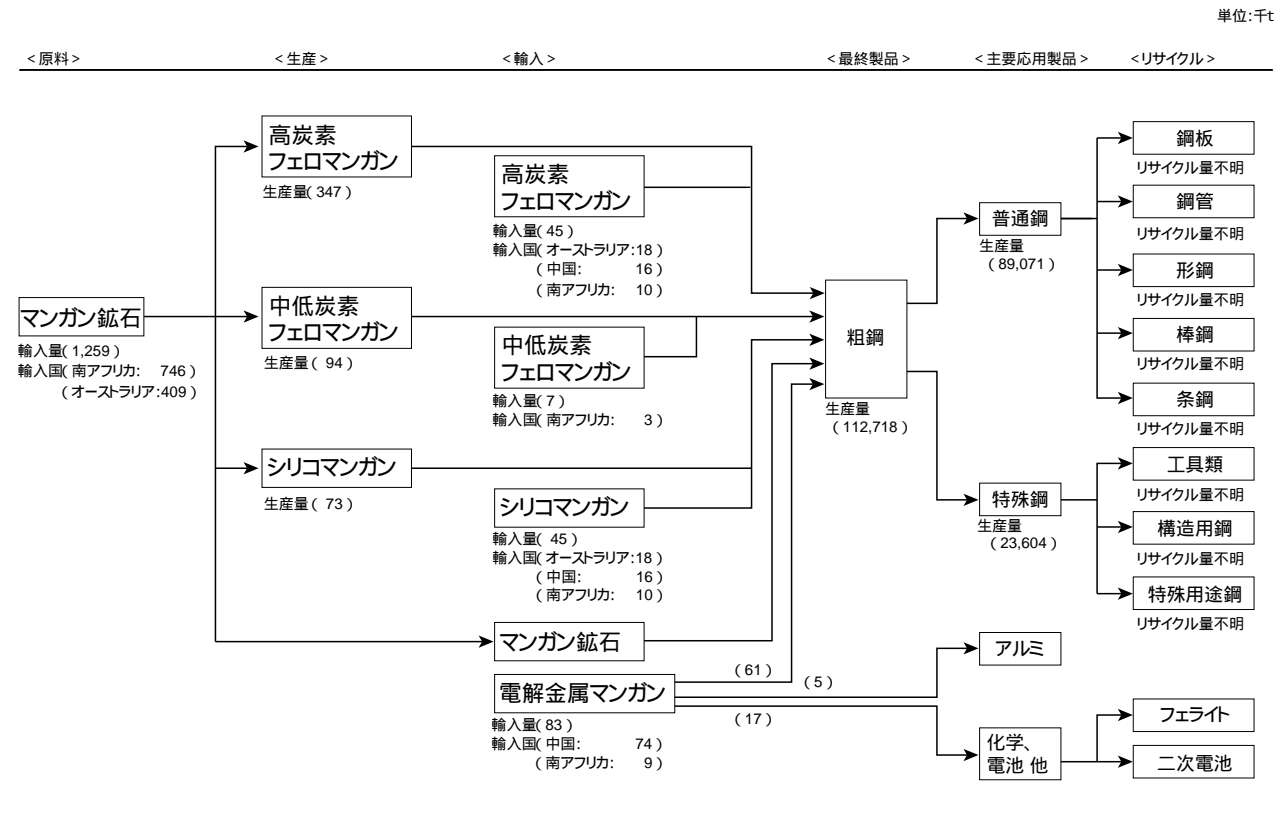 単位:千t
<原料>
<生産>
<輸入>
<最終製品>
<主要応用製品>
<リサイクル>
マンガン鉱石
輸入量(1,259)
輸入国(南アフリカ: 746)
(オーストラリア:409)
高炭素
フェロマンガン
生産量(347)
中低炭素
フェロマンガン
生産量( 94)
シリコマンガン
生産量( 73)
高炭素
フェロマンガン
輸入量(45)
輸入国(オーストラリア:18)
(中国: 16)
(南アフリカ: 10)
中低炭素
フェロマンガン
輸入量(7)
輸入国(南アフリカ: 3)
シリコマンガン
輸入量( 45)
輸入国(オーストラリア:18)
(中国: 16)
(南アフリカ: 10)
マンガン鉱石
電解金属マンガン
輸入量(83)
輸入国(中国: 74)
(南アフリカ: 9)
(61)
(5)
(17)
粗鋼
生産量
(112,718)
普通鋼
生産量
(89,071)
特殊鋼
生産量
(23,604)
アルミ
化学、
電池 他
鋼板
リサイクル量不明
鋼管
リサイクル量不明
形鋼
リサイクル量不明
棒鋼
リサイクル量不明
条鋼
リサイクル量不明
工具類
リサイクル量不明
構造用鋼
リサイクル量不明
特殊用途鋼
リサイクル量不明
フェライト
二次電池